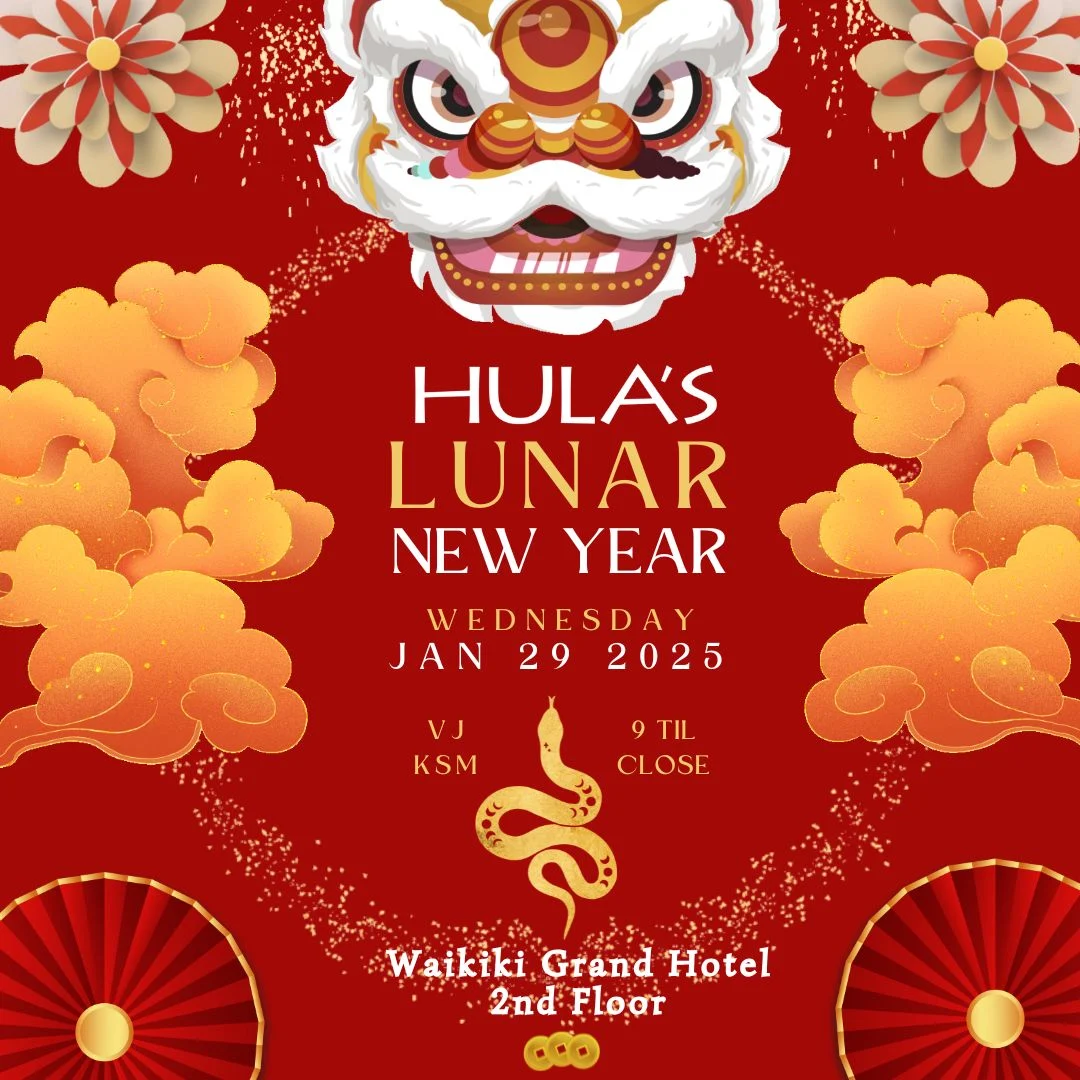 HULA'S
LUNAR
NEW YEAR
WEDNESDAY
JAN 29 2025
VJ
KSM
9 TIL
CLOSE
Waikiki Grand Hotel
2nd Floor